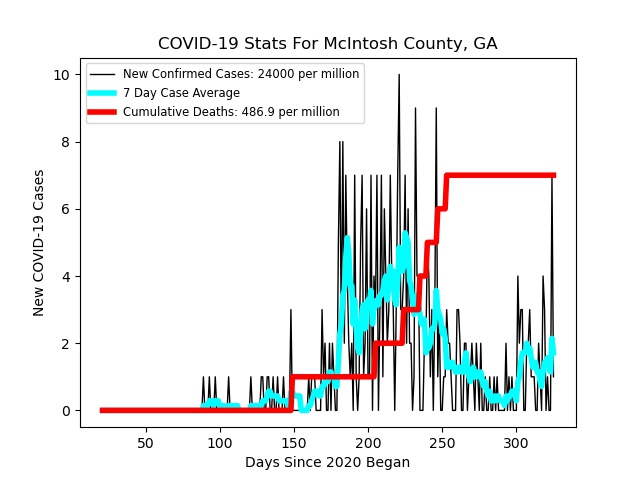 COVID-19 Stats For McIntosh County, GA
New Confirmed Cases: 24000 per million
7 Day Case Average
Cumulative Deaths: 486.9 per million
New COVID-19 Cases
10
8
6
4
2
0
50 100 150 200 250 300
Days Since 2020 Began